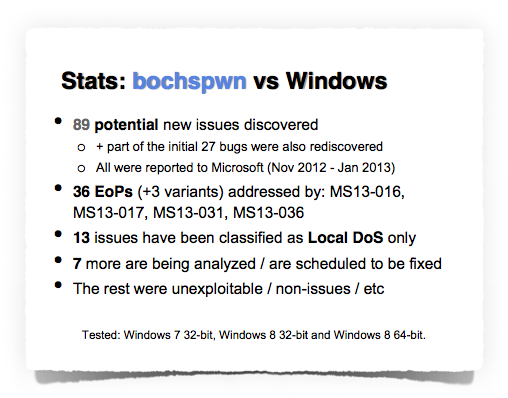 Stats: bochspwn vs Windows
• 89 potential new issues discovered
o + part of the initial 27 bugs were also rediscovered
o All were reported to Microsoft (Nov 2012 - Jan 2013)
• 36 EoPs (+3 variants) addressed by: MS13-016,
MS13-017, MS13-031, MS13-036
• 13 issues have been classified as Local DoS only
• 7 more are being analyzed / are scheduled to be fixed
• The rest were unexploitable / non-issues / etc
Tested: Windows 7 32-bit, Windows 8 32-bit and Windows 8 64-bit.